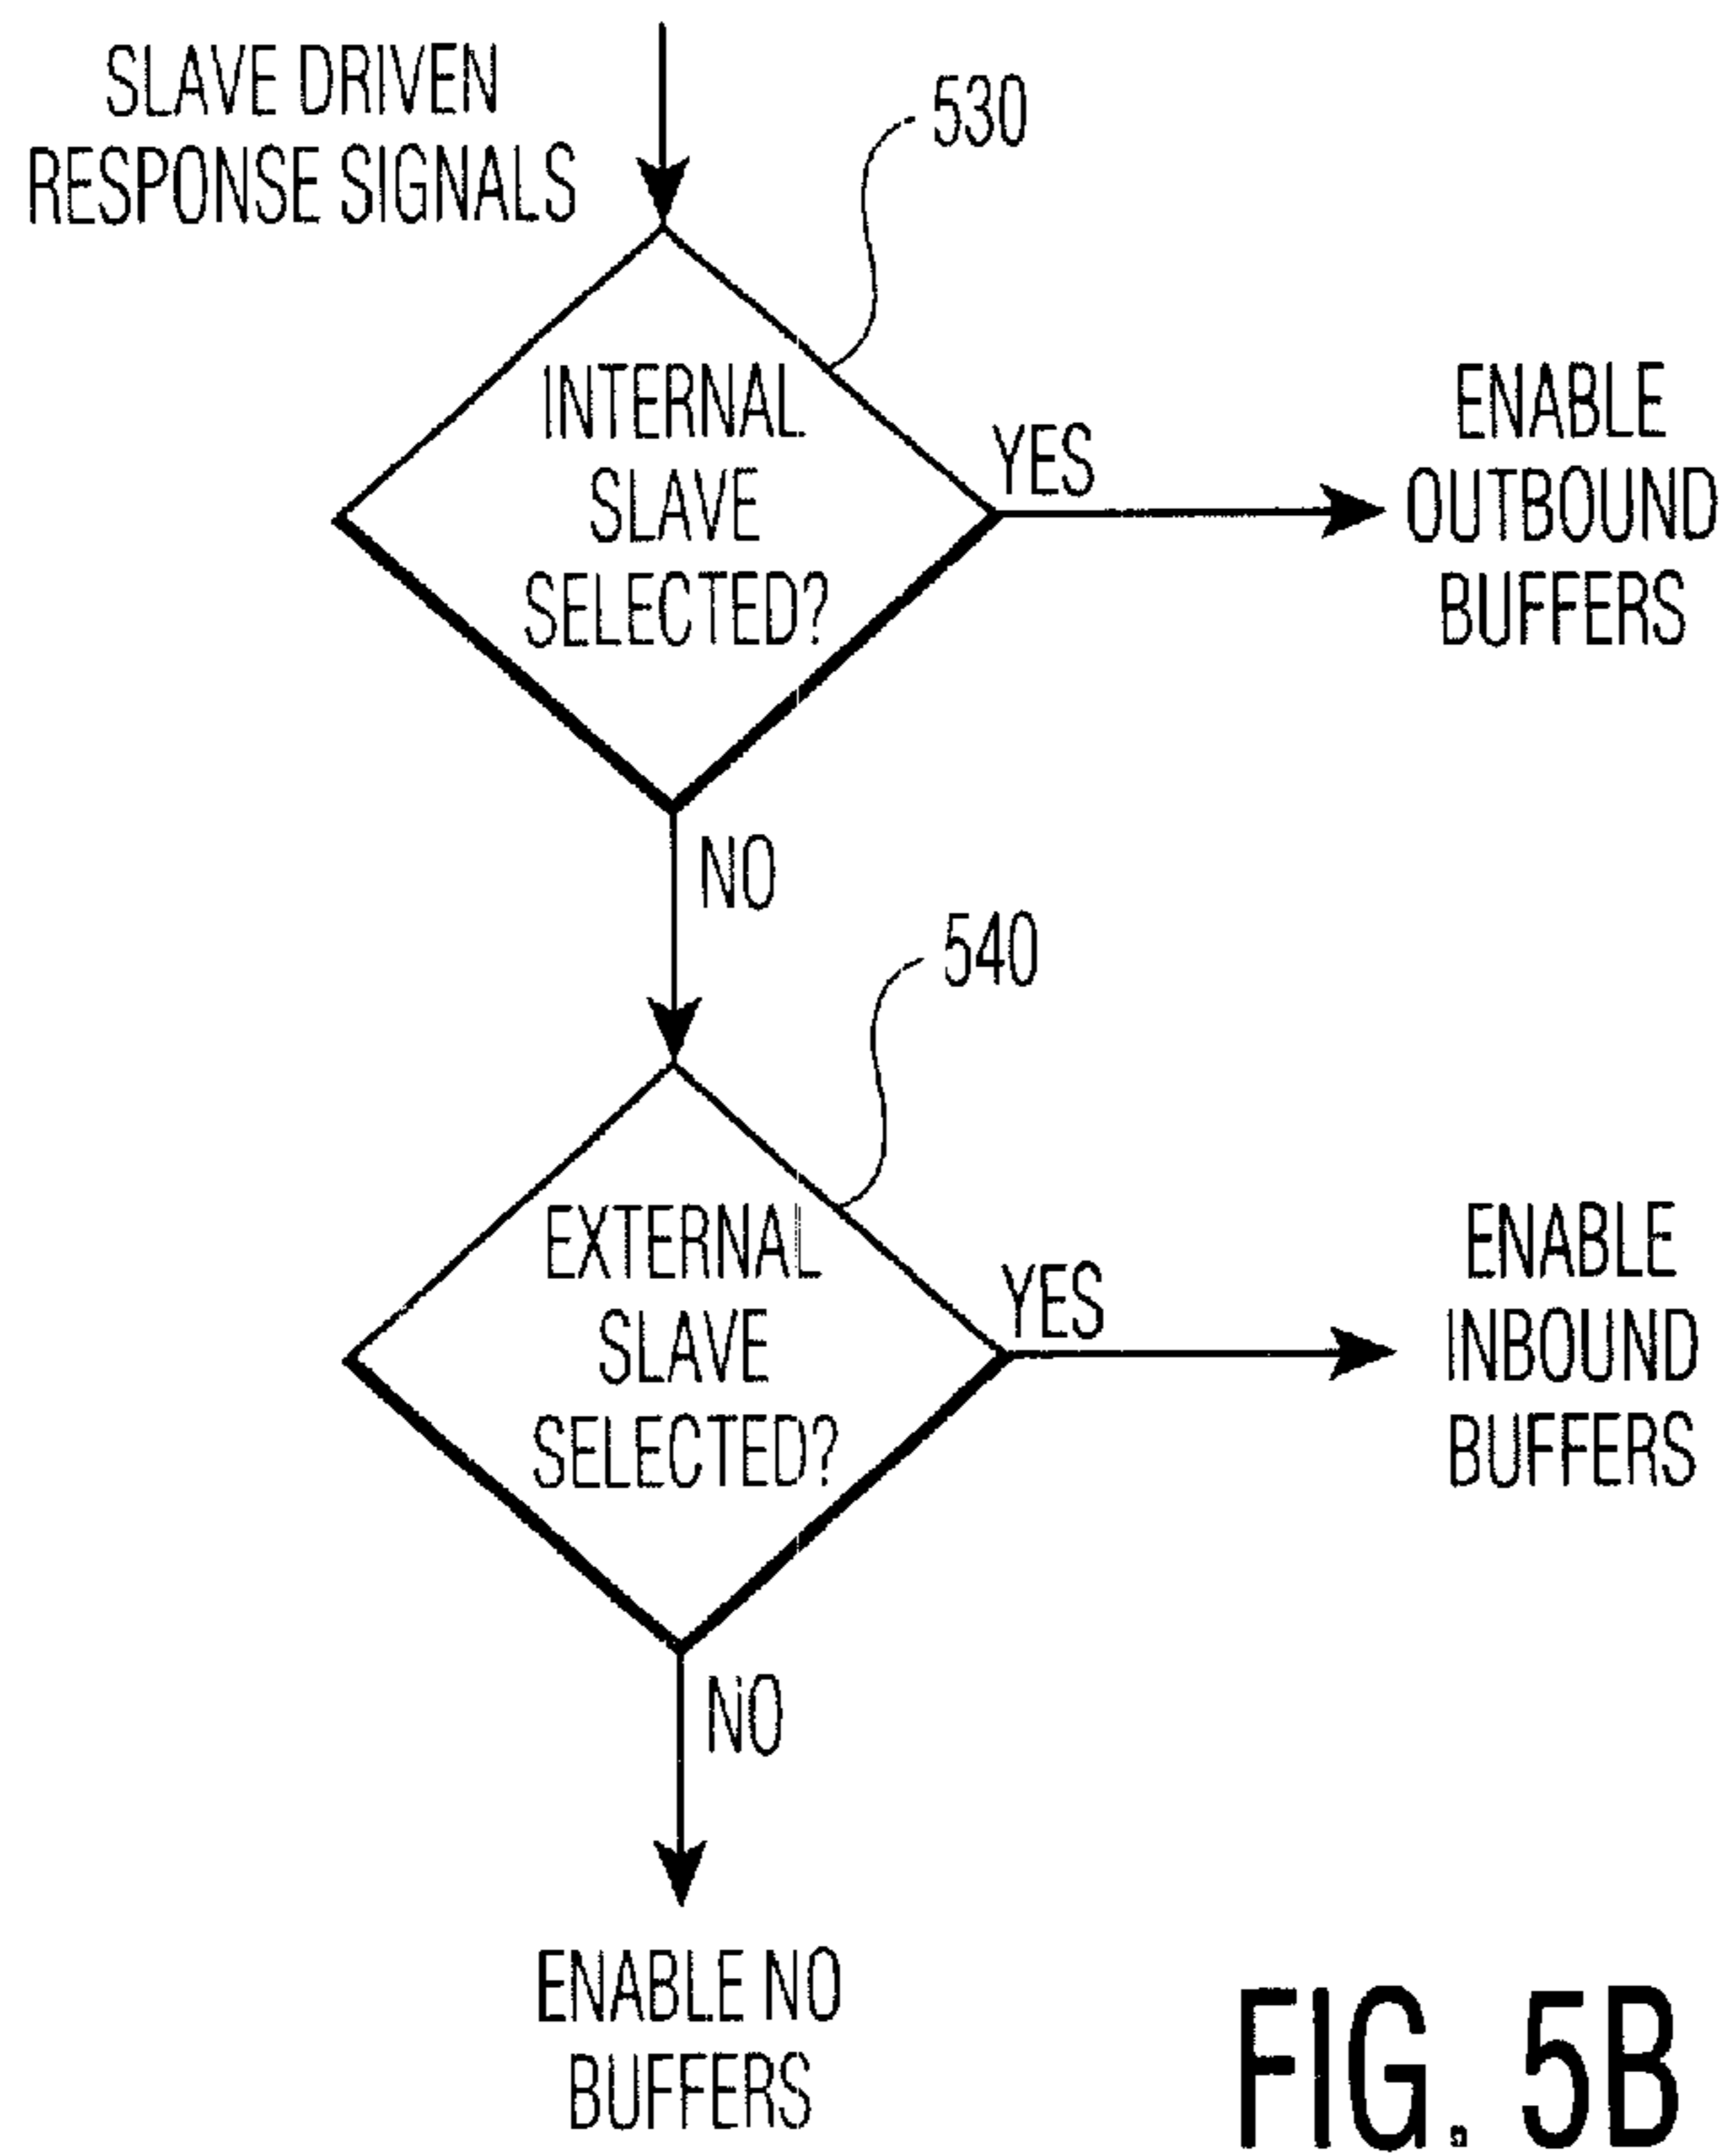 SLAVE DRIVEN
RESPONSE SIGNALS
530
INTERNAL
SLAVE
SELECTED?
YES
ENABLE
OUTBOUND
BUFFERS
NO
540
EXTERNAL
SLAVE
SELECTED?
YES
ENABLE
INBOUND
BUFFERS
NO
ENABLE NO
BUFFERS
FIG. 5B